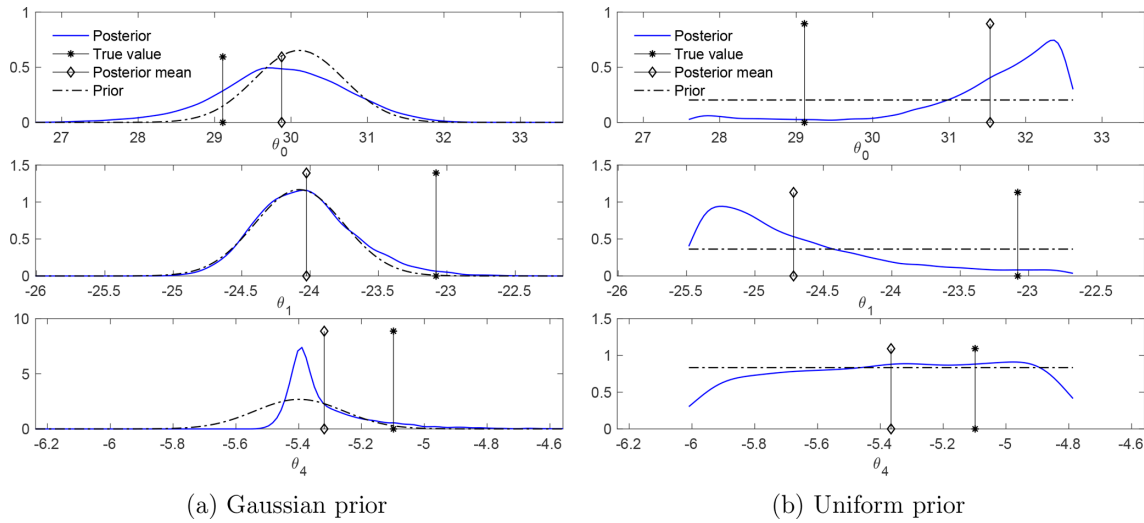 1
0.5
0
Posterior
True value
Posterior mean
Prior
27 28 29 30 31 32 33
θ0
1.5
1
0.5
0
-26 -25.5 -25 -24.5 -24 -23.5 -23 -22.5
θ1
10
5
0
-6.2 -6 -5.8 -5.6 -5.4 -5.2 -5 -4.8 -4.6
θ4
(a) Gaussian prior
1
0.5
0
Posterior
True value
Posterior mean
Prior
27 28 29 30 31 32 33
θ0
1.5
1
0.5
0
-26 -25.5 -25 -24.5 -24 -23.5 -23 -22.5
θ1
1.5
1
0.5
0
-6.2 -6 -5.8 -5.6 -5.4 -5.2 -5 -4.8 -4.6
θ4
(b) Uniform prior